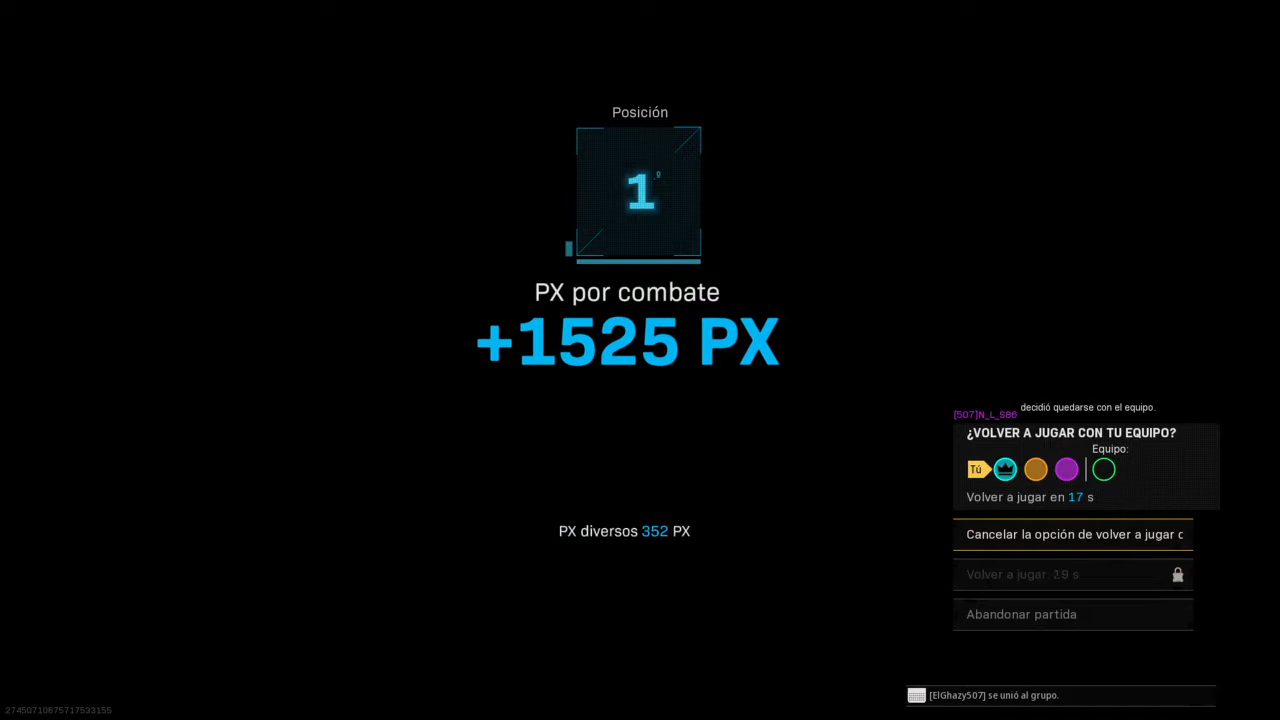 Posición
1º
PX por combate
+1525 PX
PX diversos 352 PX
[507]N_L_S86 decidió quedarse con el equipo.
¿VOLVER A JUGAR CON TU EQUIPO?
Equipo:
Tú
Volver a jugar en 17 s
Cancelar la opción de volver a jugar c
Volver a jugar: 19 s
Abandonar partida
[ElGhazy507] se unió al grupo.
27450710675717533155